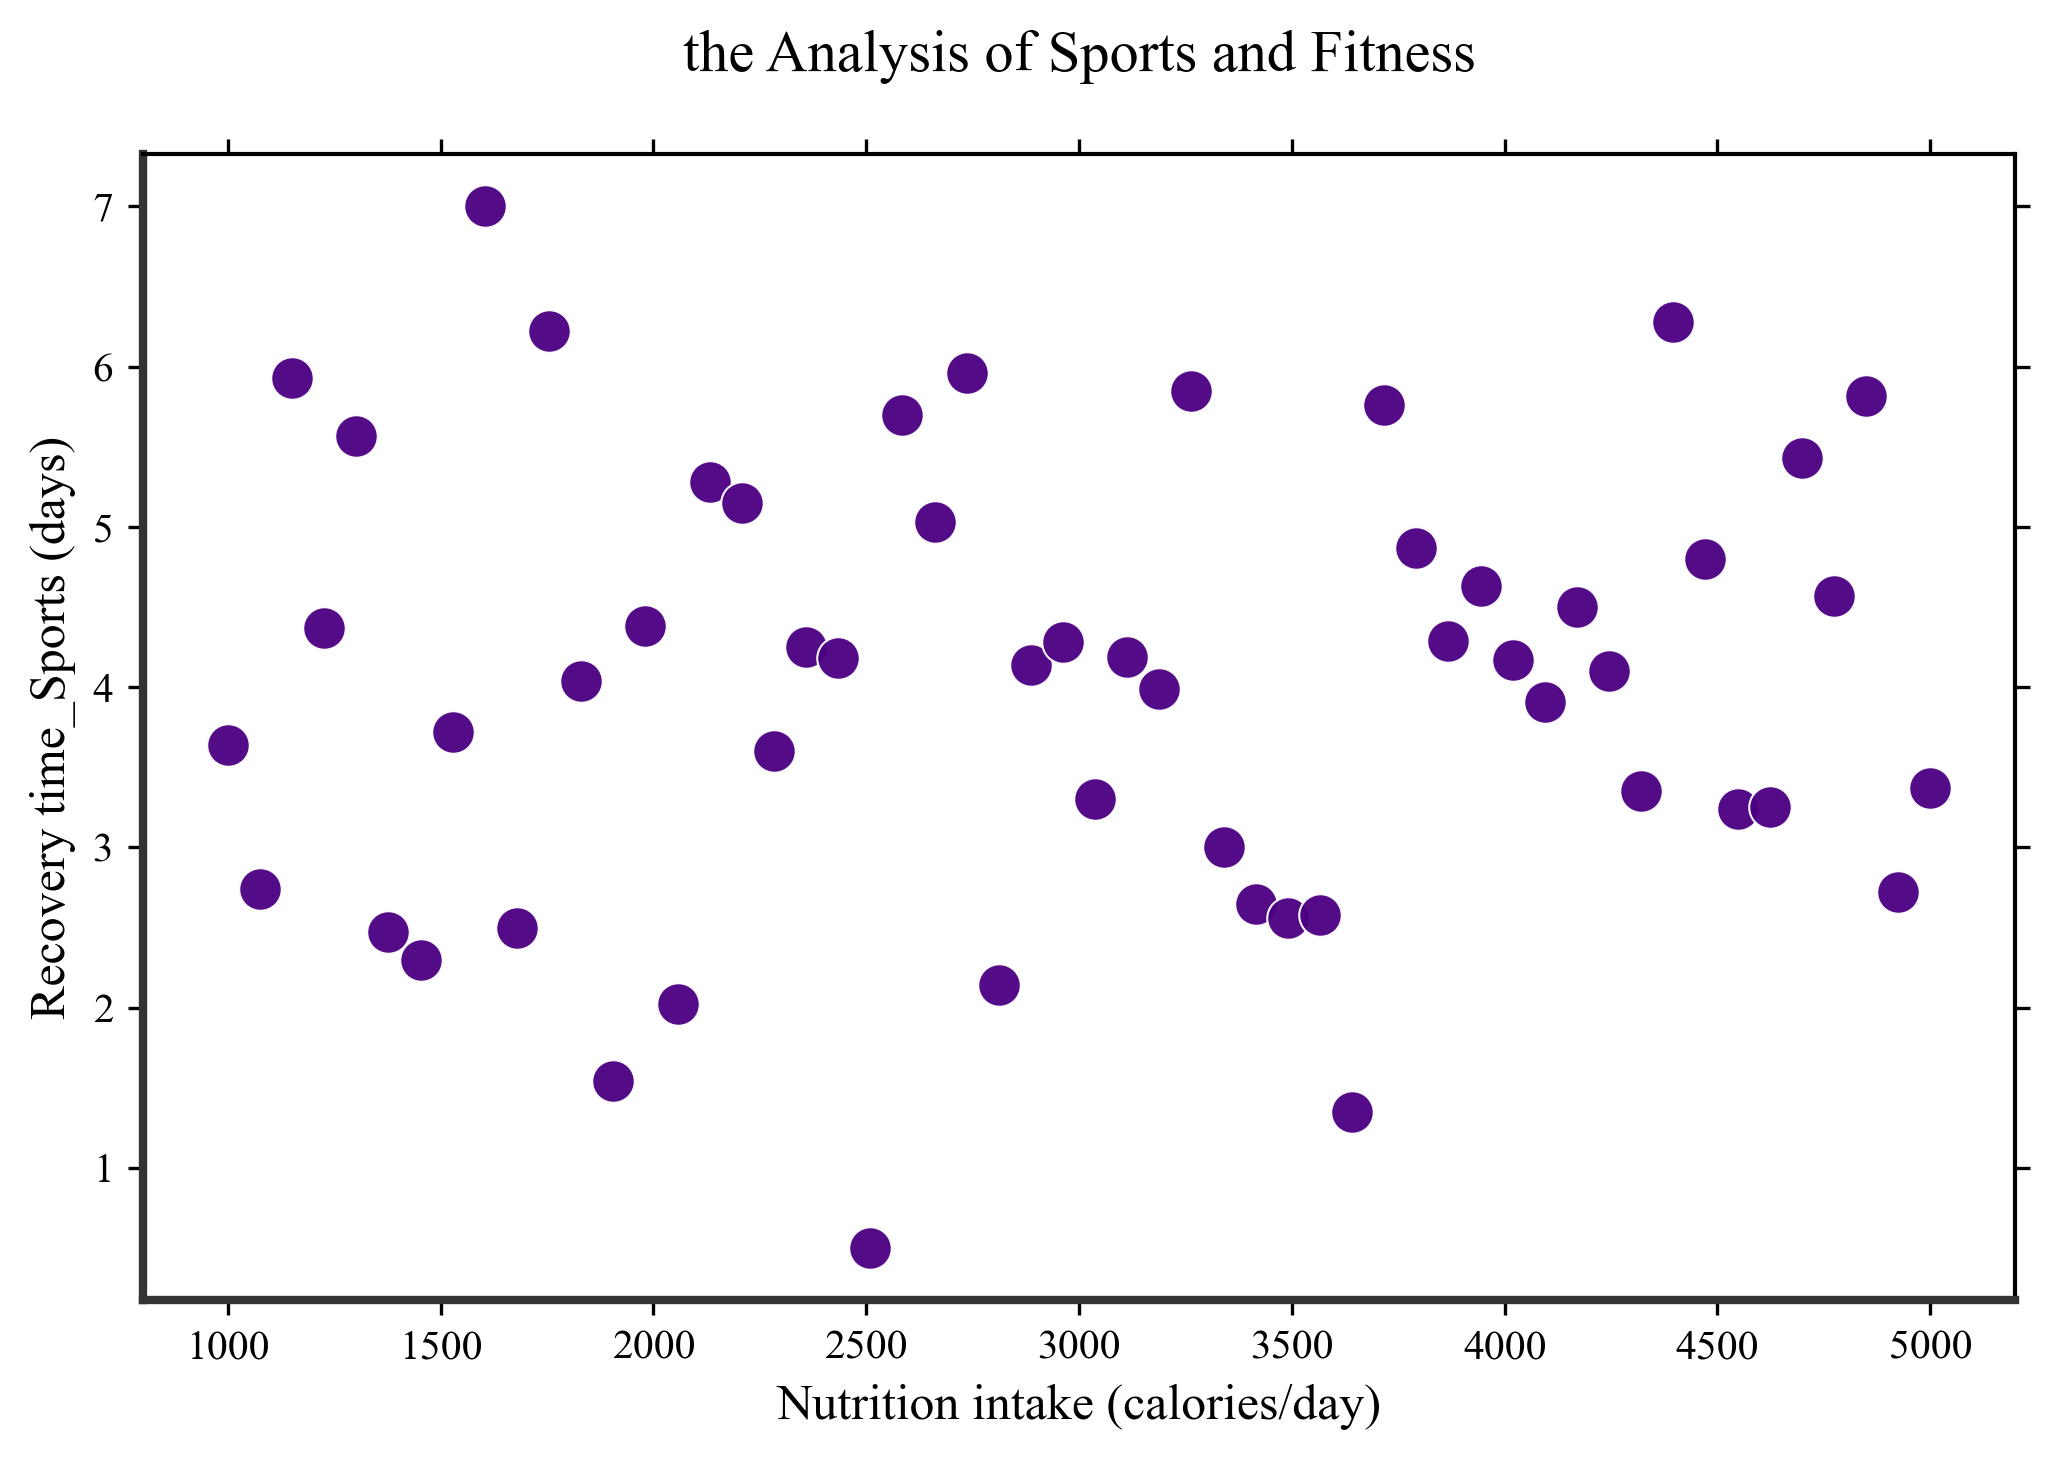 the Analysis of Sports and Fitness
7
6
5
4
3
2
1
Recovery time_Sports (days)
1000 1500 2000 2500 3000 3500 4000 4500 5000
Nutrition intake (calories/day)